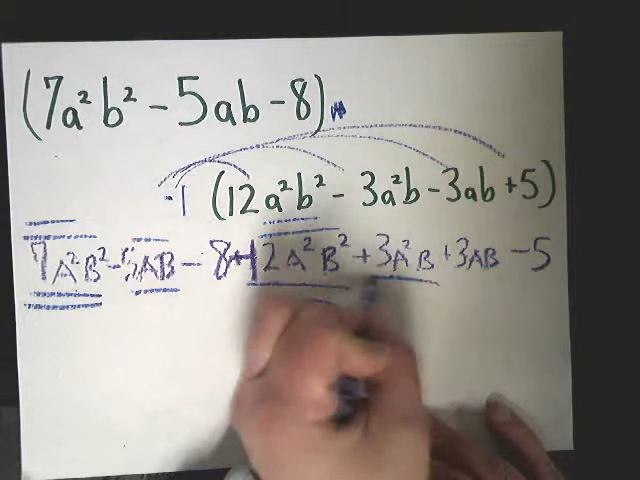 (7a²b² - 5ab - 8)
-1 (12a²b² - 3a²b - 3ab + 5)
7A²B² - 5AB - 8 - 12A²B² + 3A²B + 3AB - 5